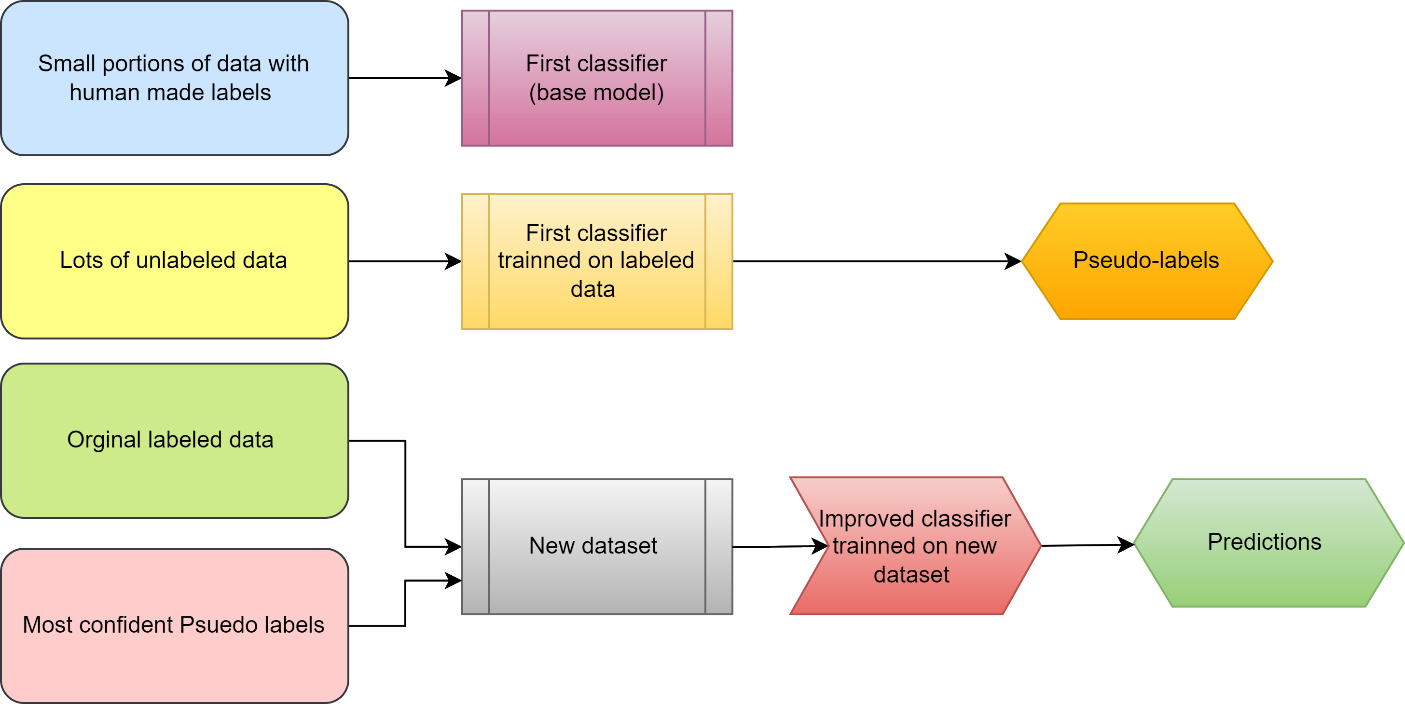 Small portions of data with
human made labels
First classifier
(base model)
Lots of unlabeled data
First classifier
trainned on labeled
data
Pseudo-labels
Orginal labeled data
Most confident Psuedo labels
New dataset
Improved classifier
trainned on new
dataset
Predictions